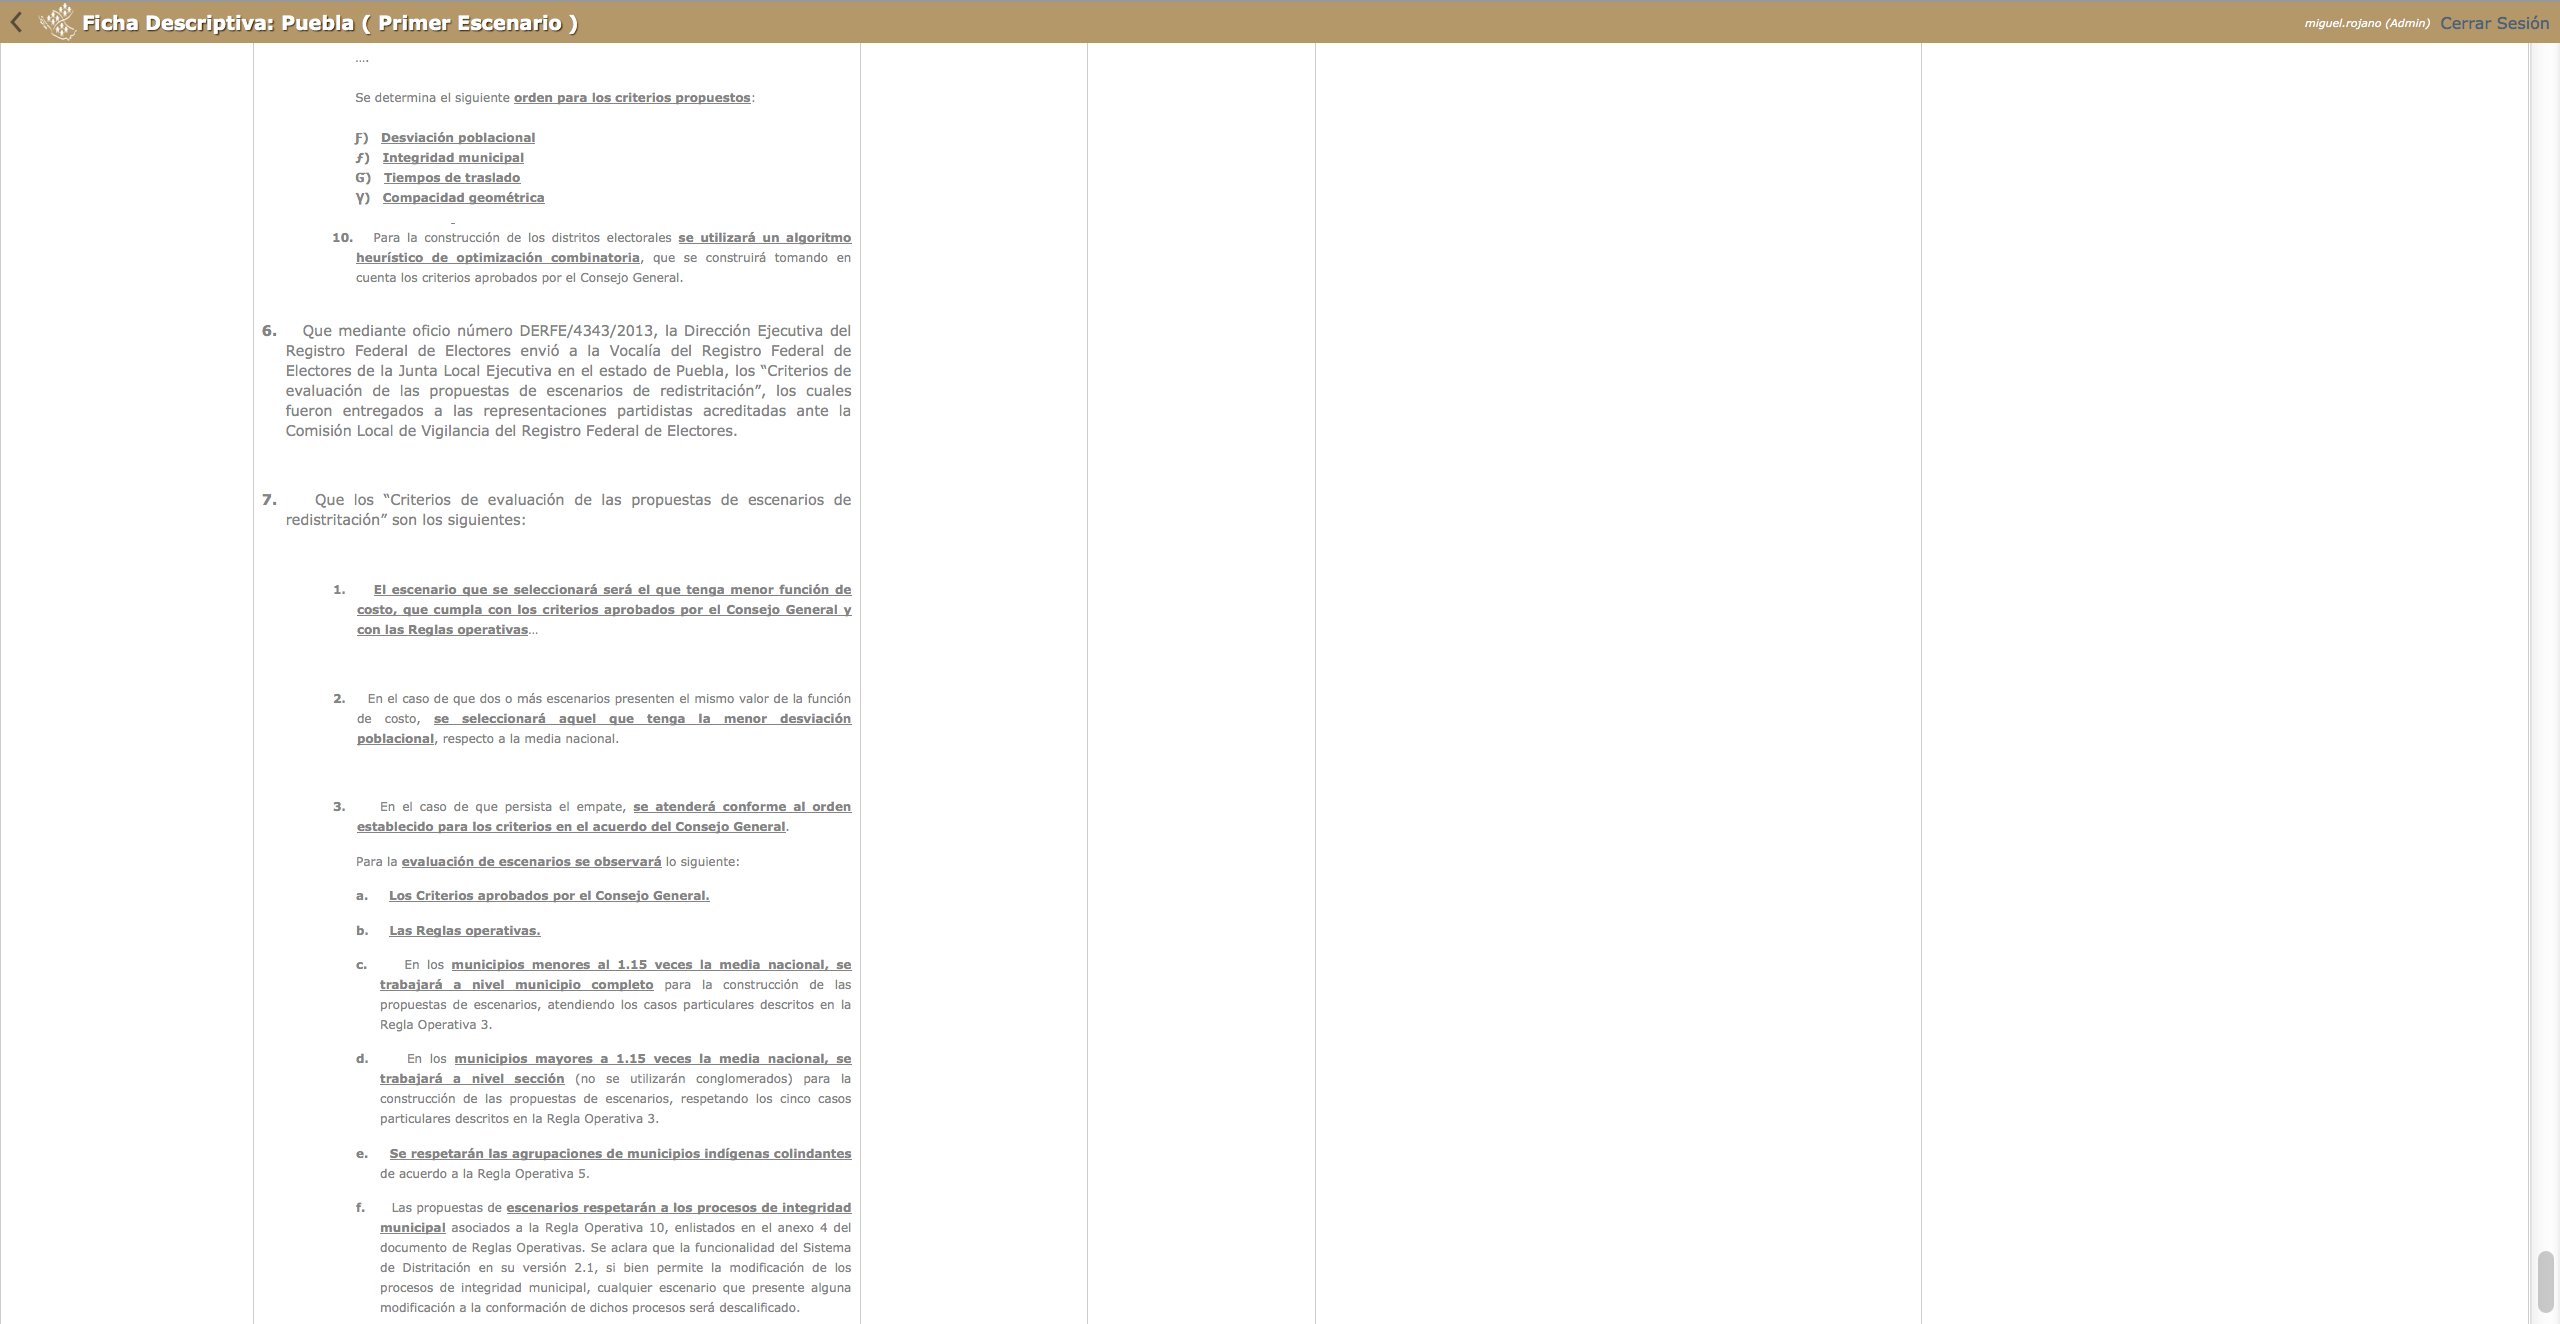 Ficha Descriptiva: Puebla ( Primer Escenario )
miguel.rojano (Admin) Cerrar Sesión
....
Se determina el siguiente orden para los criterios propuestos:
Ƒ) Desviación poblacional
ƒ) Integridad municipal
Ɠ) Tiempos de traslado
Ɣ) Compacidad geométrica
10. Para la construcción de los distritos electorales se utilizará un algoritmo
heurístico de optimización combinatoria, que se construirá tomando en
cuenta los criterios aprobados por el Consejo General.
6. Que mediante oficio número DERFE/4343/2013, la Dirección Ejecutiva del
Registro Federal de Electores envió a la Vocalía del Registro Federal de
Electores de la Junta Local Ejecutiva en el estado de Puebla, los “Criterios de
evaluación de las propuestas de escenarios de redistritación”, los cuales
fueron entregados a las representaciones partidistas acreditadas ante la
Comisión Local de Vigilancia del Registro Federal de Electores.
7. Que los “Criterios de evaluación de las propuestas de escenarios de
redistritación” son los siguientes:
1. El escenario que se seleccionará será el que tenga menor función de
costo, que cumpla con los criterios aprobados por el Consejo General y
con las Reglas operativas...
2. En el caso de que dos o más escenarios presenten el mismo valor de la función
de costo, se seleccionará aquel que tenga la menor desviación
poblacional, respecto a la media nacional.
3. En el caso de que persista el empate, se atenderá conforme al orden
establecido para los criterios en el acuerdo del Consejo General.
Para la evaluación de escenarios se observará lo siguiente:
a. Los Criterios aprobados por el Consejo General.
b. Las Reglas operativas.
c. En los municipios menores al 1.15 veces la media nacional, se
trabajará a nivel municipio completo para la construcción de las
propuestas de escenarios, atendiendo los casos particulares descritos en la
Regla Operativa 3.
d. En los municipios mayores a 1.15 veces la media nacional, se
trabajará a nivel sección (no se utilizarán conglomerados) para la
construcción de las propuestas de escenarios, respetando los cinco casos
particulares descritos en la Regla Operativa 3.
e. Se respetarán las agrupaciones de municipios indígenas colindantes
de acuerdo a la Regla Operativa 5.
f. Las propuestas de escenarios respetarán a los procesos de integridad
municipal asociados a la Regla Operativa 10, enlistados en el anexo 4 del
documento de Reglas Operativas. Se aclara que la funcionalidad del Sistema
de Distritación en su versión 2.1, si bien permite la modificación de los
procesos de integridad municipal, cualquier escenario que presente alguna
modificación a la conformación de dichos procesos será descalificado.